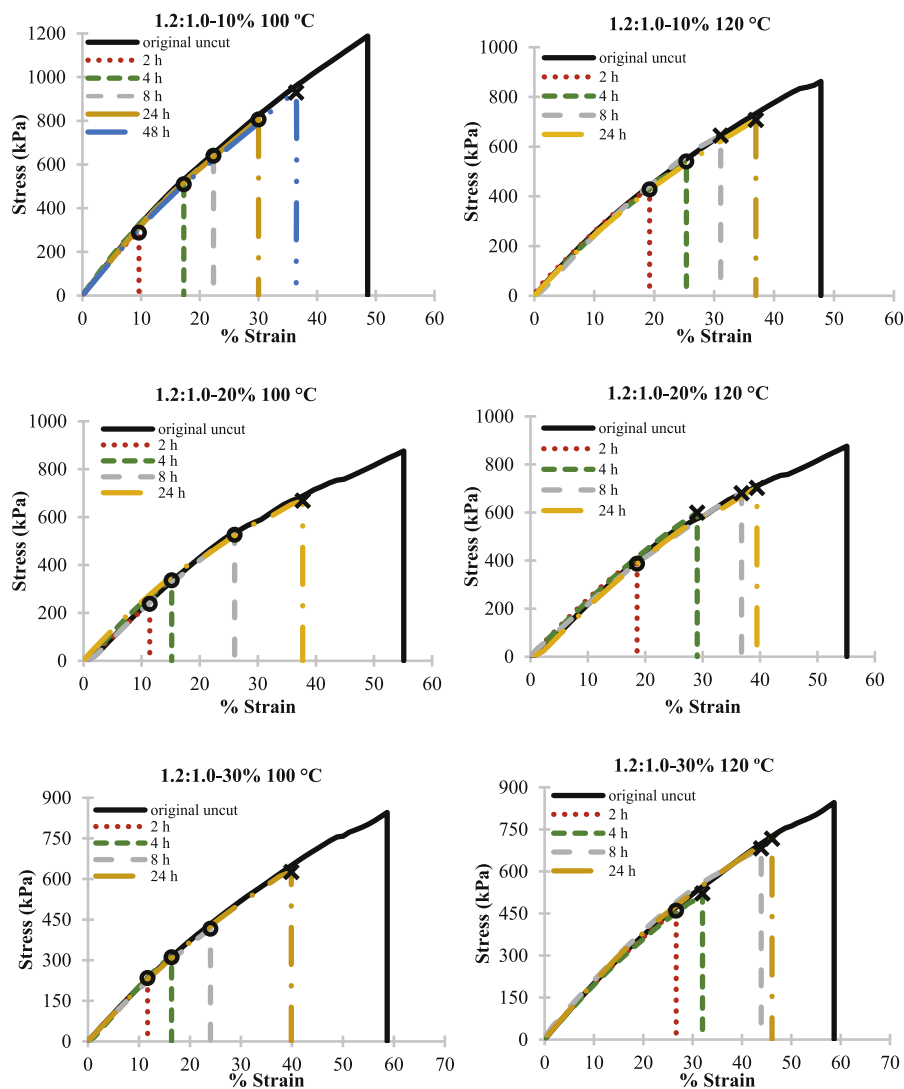 1.2:1.0-10% 100 ºC
original uncut
2 h
4 h
8 h
24 h
48 h
Stress (kPa)
1200
1000
800
600
400
200
0
0 10 20 30 40 50 60
% Strain
1.2:1.0-10% 120 °C
original uncut
2 h
4 h
8 h
24 h
Stress (kPa)
1000
800
600
400
200
0
0 10 20 30 40 50 60
% Strain
1.2:1.0-20% 100 °C
original uncut
2 h
4 h
8 h
24 h
Stress (kPa)
1000
800
600
400
200
0
0 10 20 30 40 50 60
% Strain
1.2:1.0-20% 120 °C
original uncut
2 h
4 h
8 h
24 h
Stress (kPa)
1000
800
600
400
200
0
0 10 20 30 40 50 60
% Strain
1.2:1.0-30% 100 °C
original uncut
2 h
4 h
8 h
24 h
Stress (kPa)
900
750
600
450
300
150
0
0 10 20 30 40 50 60 70
% Strain
1.2:1.0-30% 120 ºC
original uncut
2 h
4 h
8 h
24 h
Stress (kPa)
900
750
600
450
300
150
0
0 10 20 30 40 50 60 70
% Strain